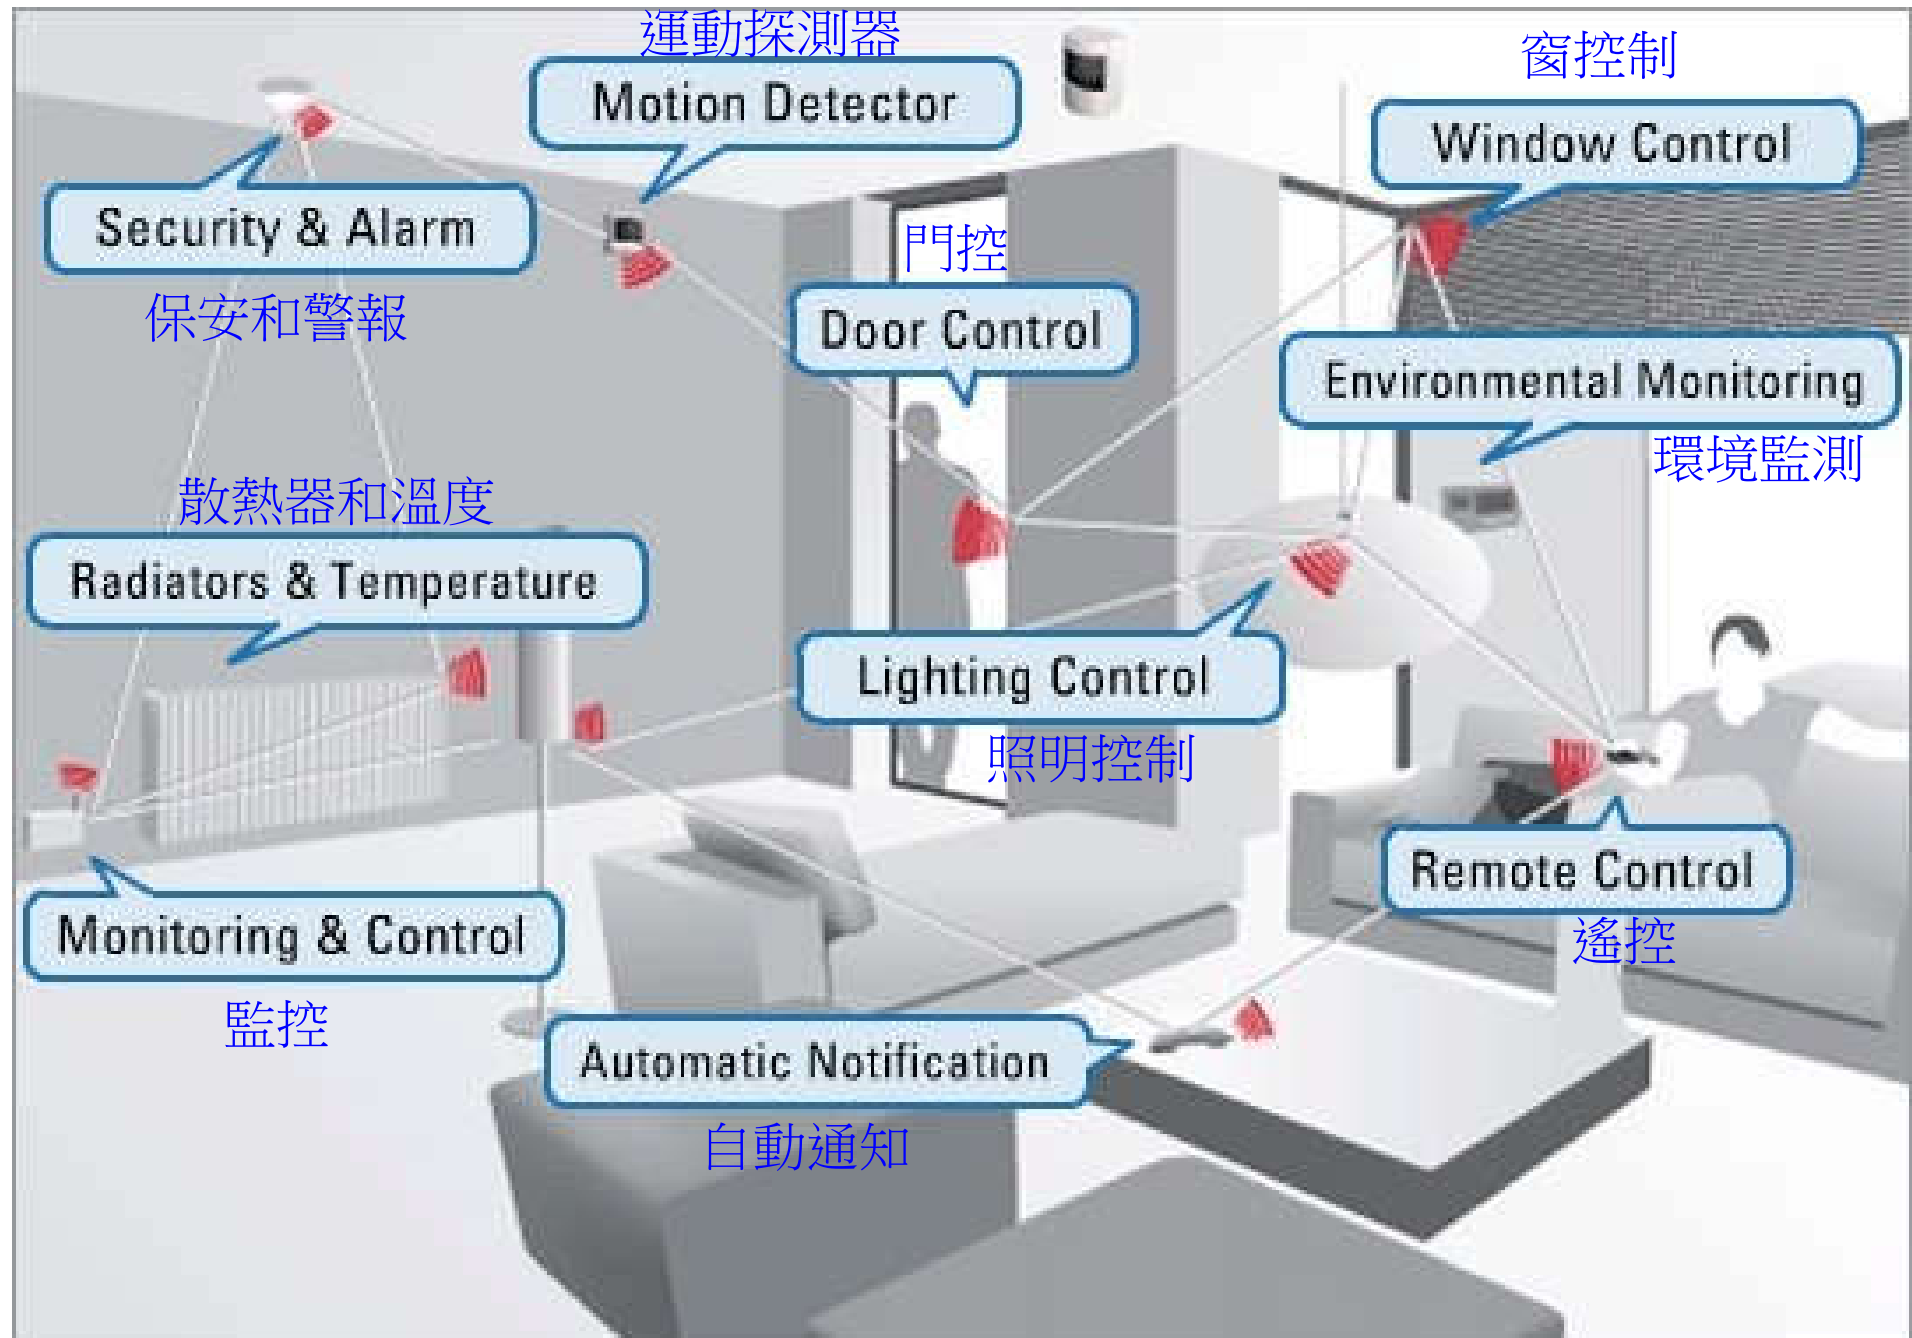 運動探測器
Motion Detector
窗控制
Window Control
Security & Alarm
保安和警報
門控
Door Control
Environmental Monitoring
環境監測
散熱器和溫度
Radiators & Temperature
Lighting Control
照明控制
Remote Control
遙控
Monitoring & Control
監控
Automatic Notification
自動通知